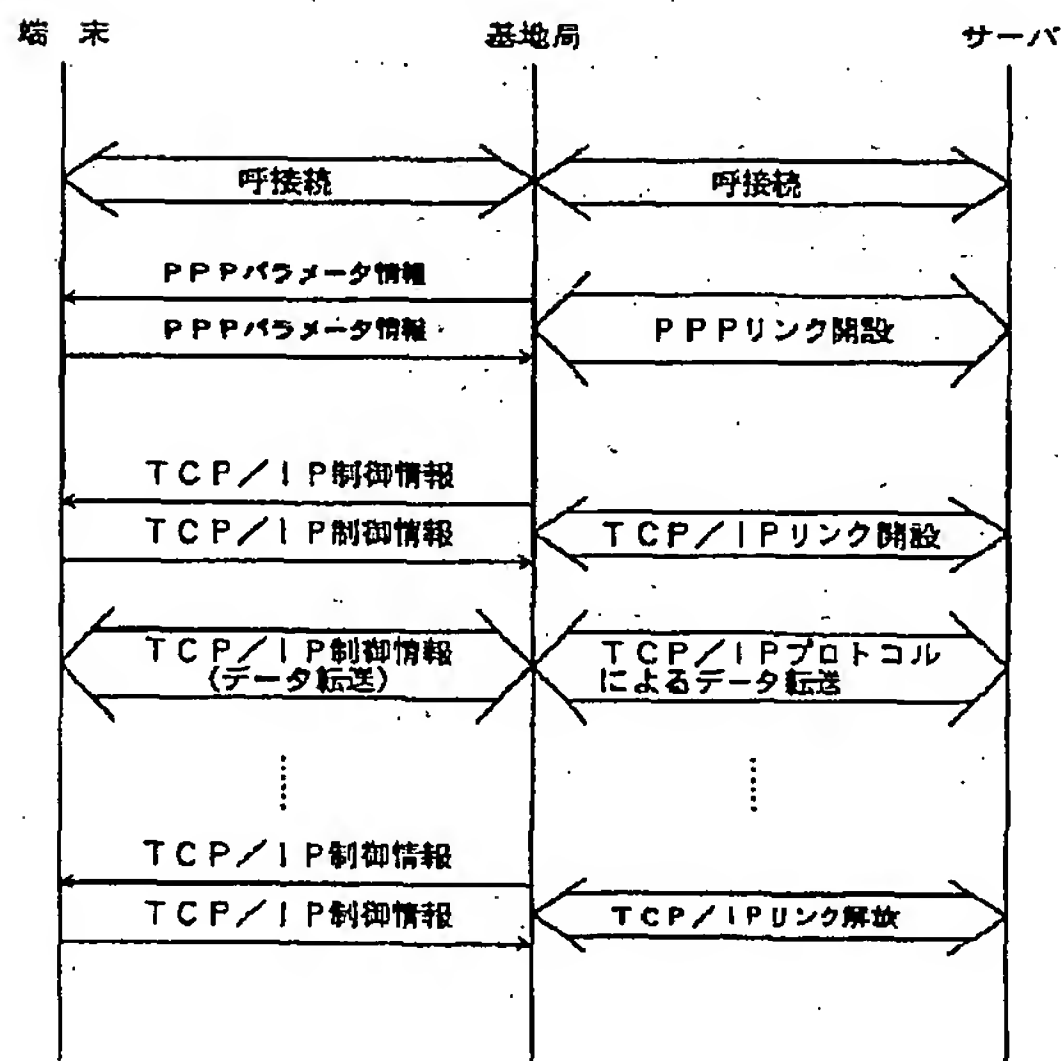 端 末　基地局　サーバ
呼接続　呼接続
PPPパラメータ情報
PPPパラメータ情報　PPPリンク開設
TCP/IP制御情報
TCP/IP制御情報　TCP/IPリンク開設
TCP/IP制御情報　TCP/IPプロトコル
(データ転送)　によるデータ転送
TCP/IP制御情報
TCP/IP制御情報　TCP/IPリンク解放